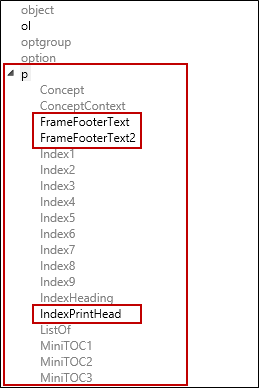 object
ol
optgroup
option
p
Concept
ConceptContext
FrameFooterText
FrameFooterText2
Index1
Index2
Index3
Index4
Index5
Index6
Index7
Index8
Index9
IndexHeading
IndexPrintHead
ListOf
MiniTOC1
MiniTOC2
MiniTOC3